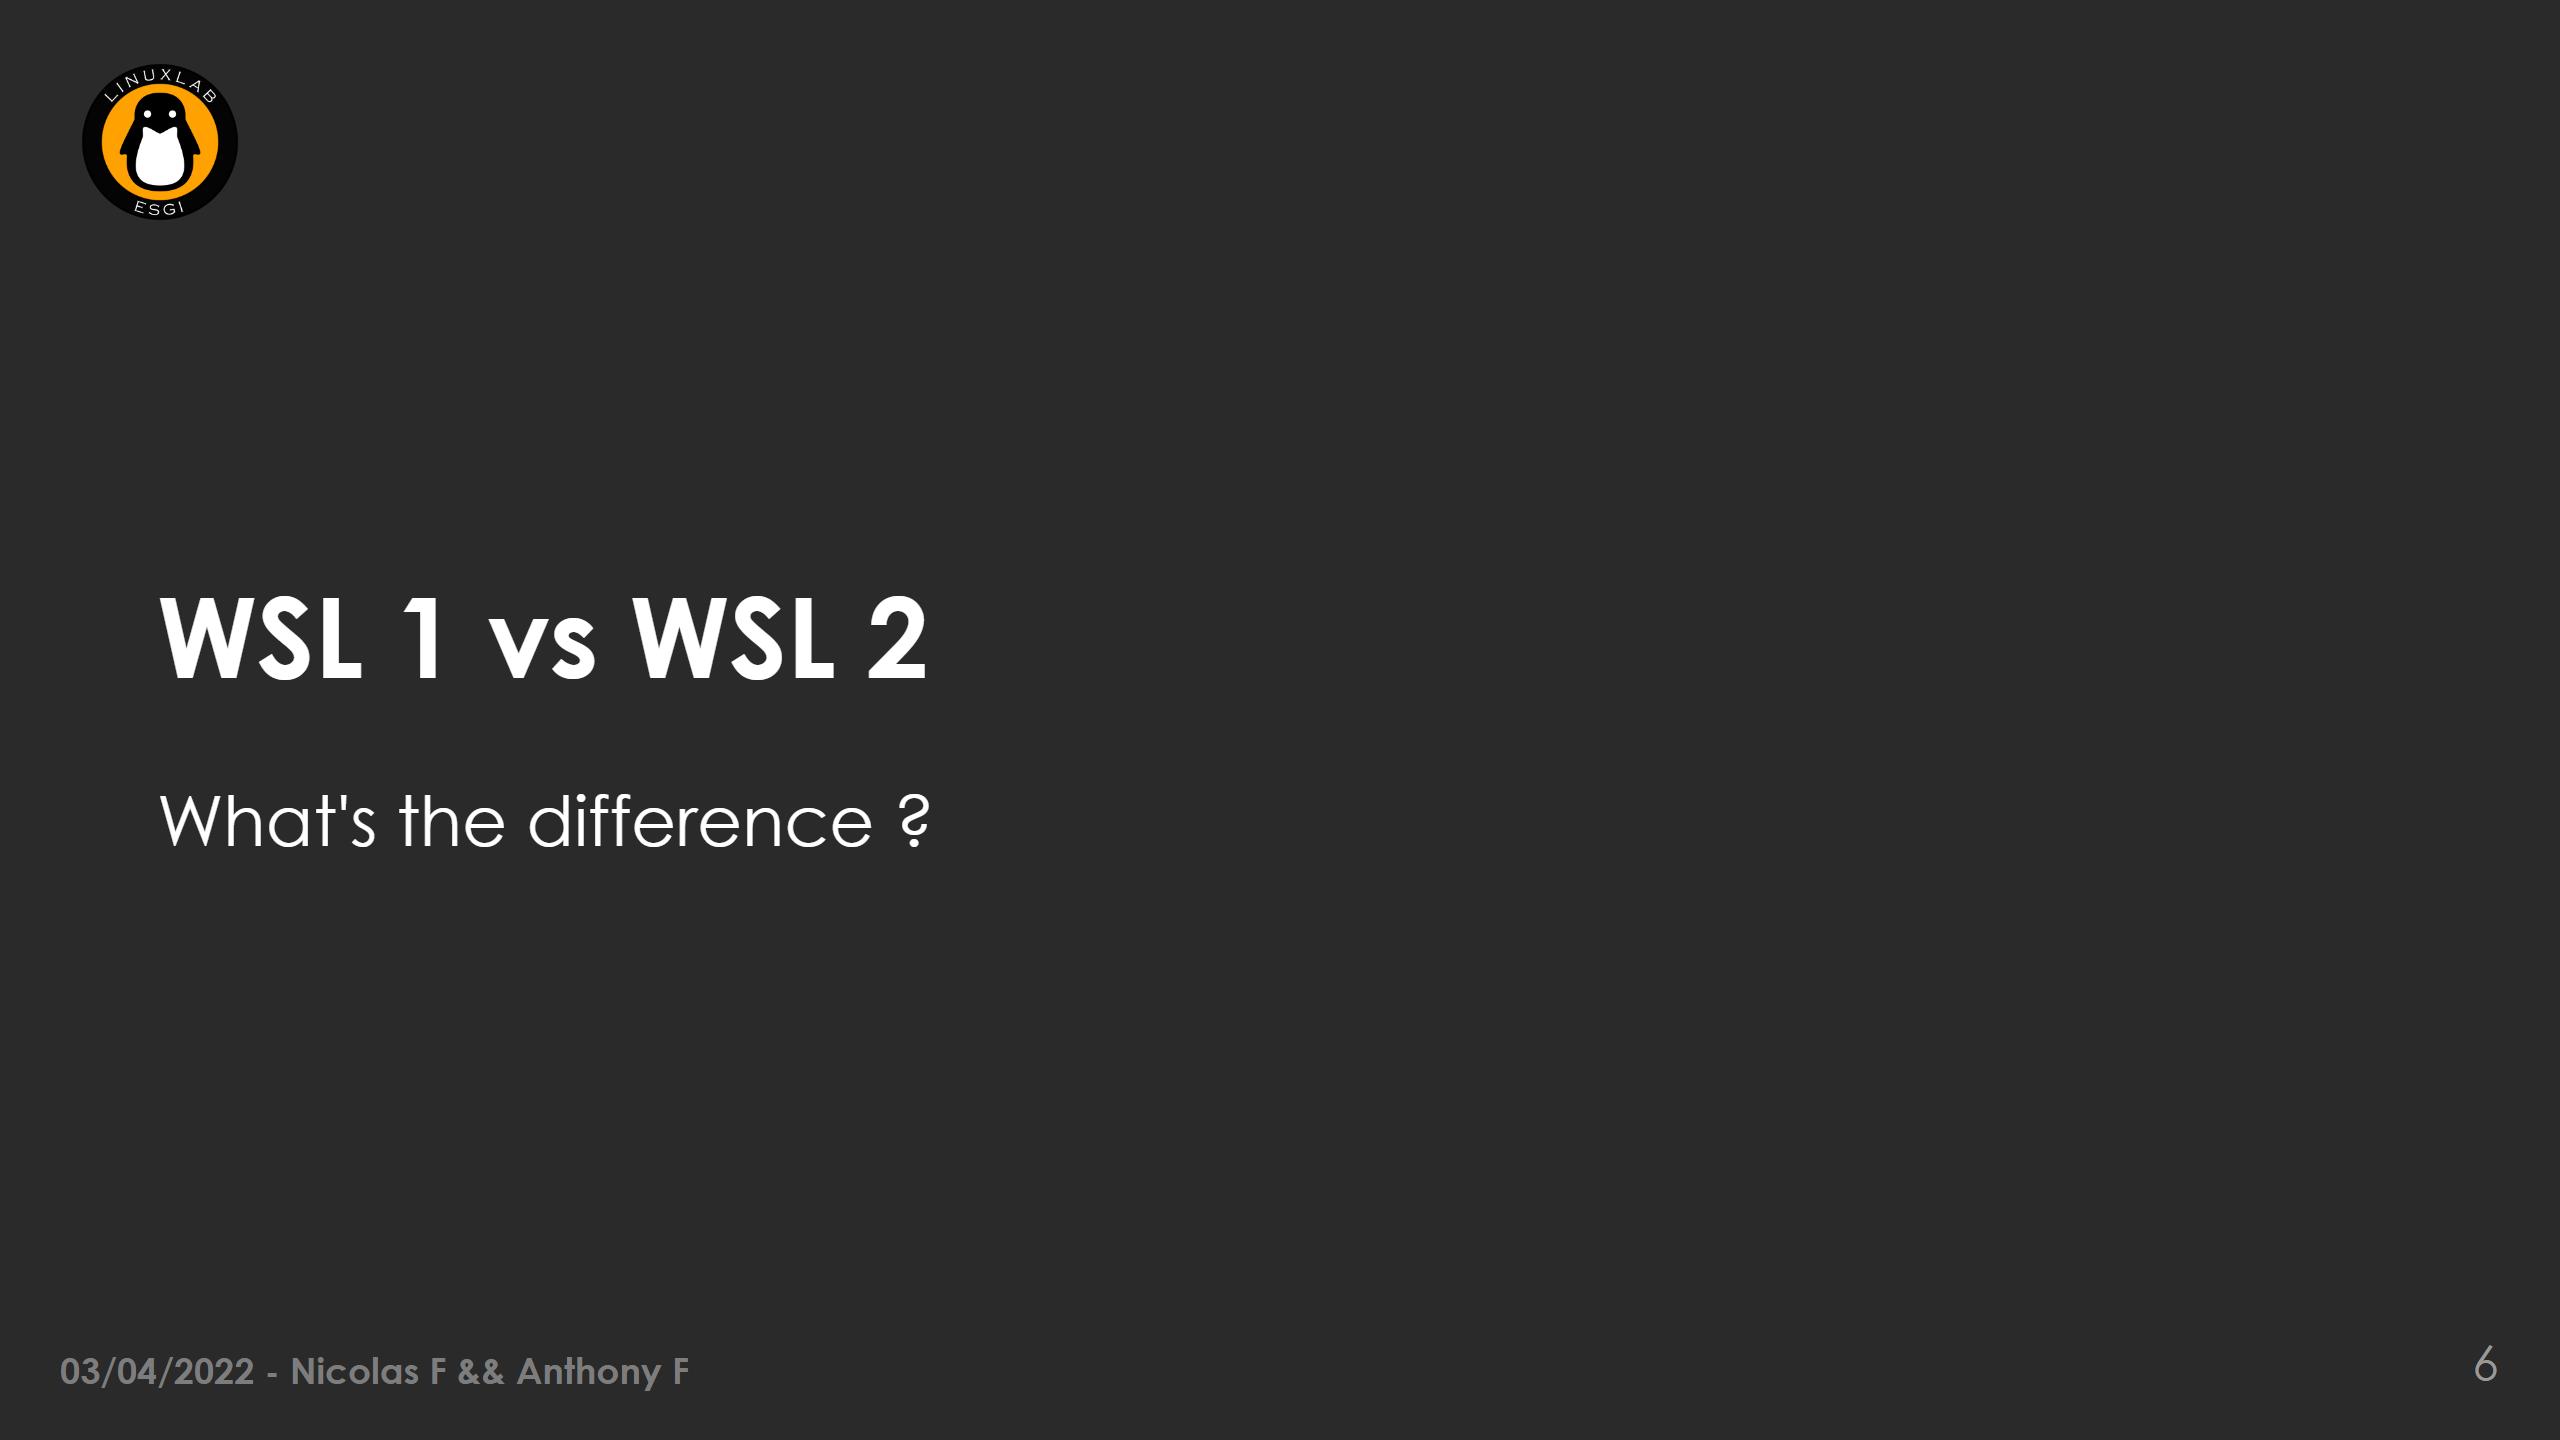 LINUXLAB
ESGI
WSL 1 vs WSL 2
What's the difference ?
03/04/2022 - Nicolas F && Anthony F
6